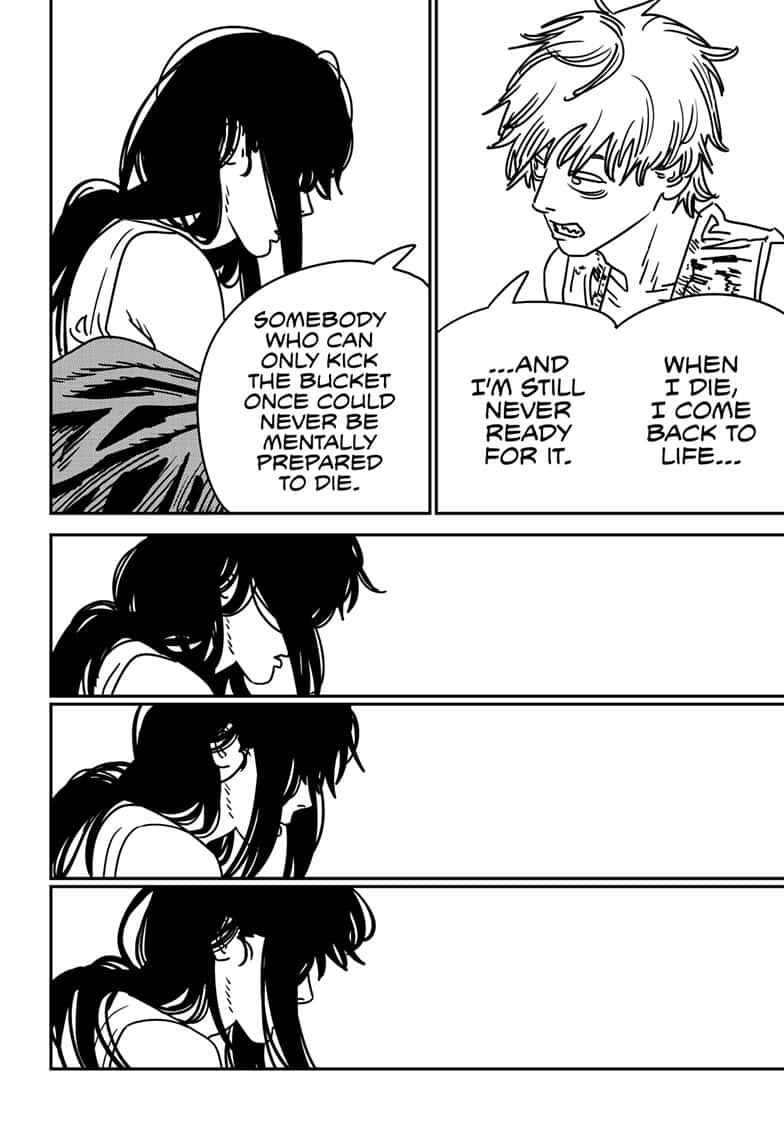 WHEN
I DIE,
I COME
BACK TO
LIFE...
...AND
I'M STILL
NEVER
READY
FOR IT.
SOMEBODY
WHO CAN
ONLY KICK
THE BUCKET
ONCE COULD
NEVER BE
MENTALLY
PREPARED
TO DIE.